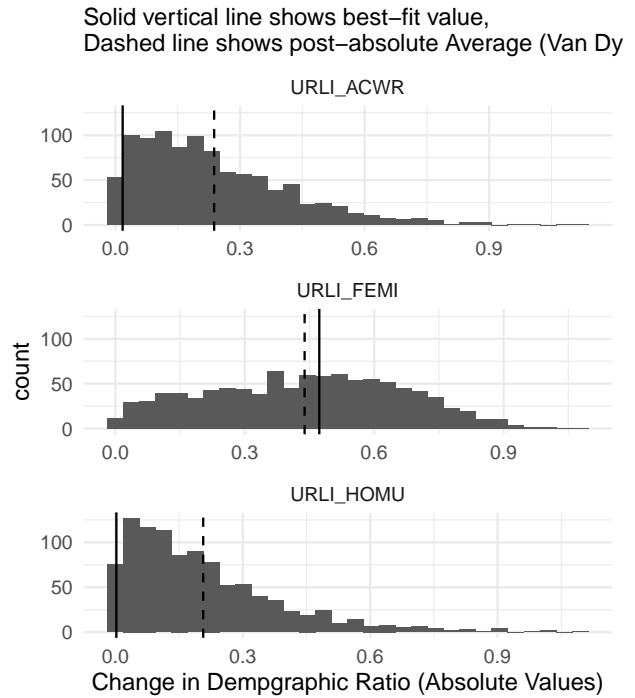 Solid vertical line shows best−fit value,
Dashed line shows post−absolute Average (Van Dy
URLI_ACWR
100
50
0
0.0 0.3 0.6 0.9
URLI_FEMI
100
50
0
0.0 0.3 0.6 0.9
count
URLI_HOMU
100
50
0
0.0 0.3 0.6 0.9
Change in Dempgraphic Ratio (Absolute Values)